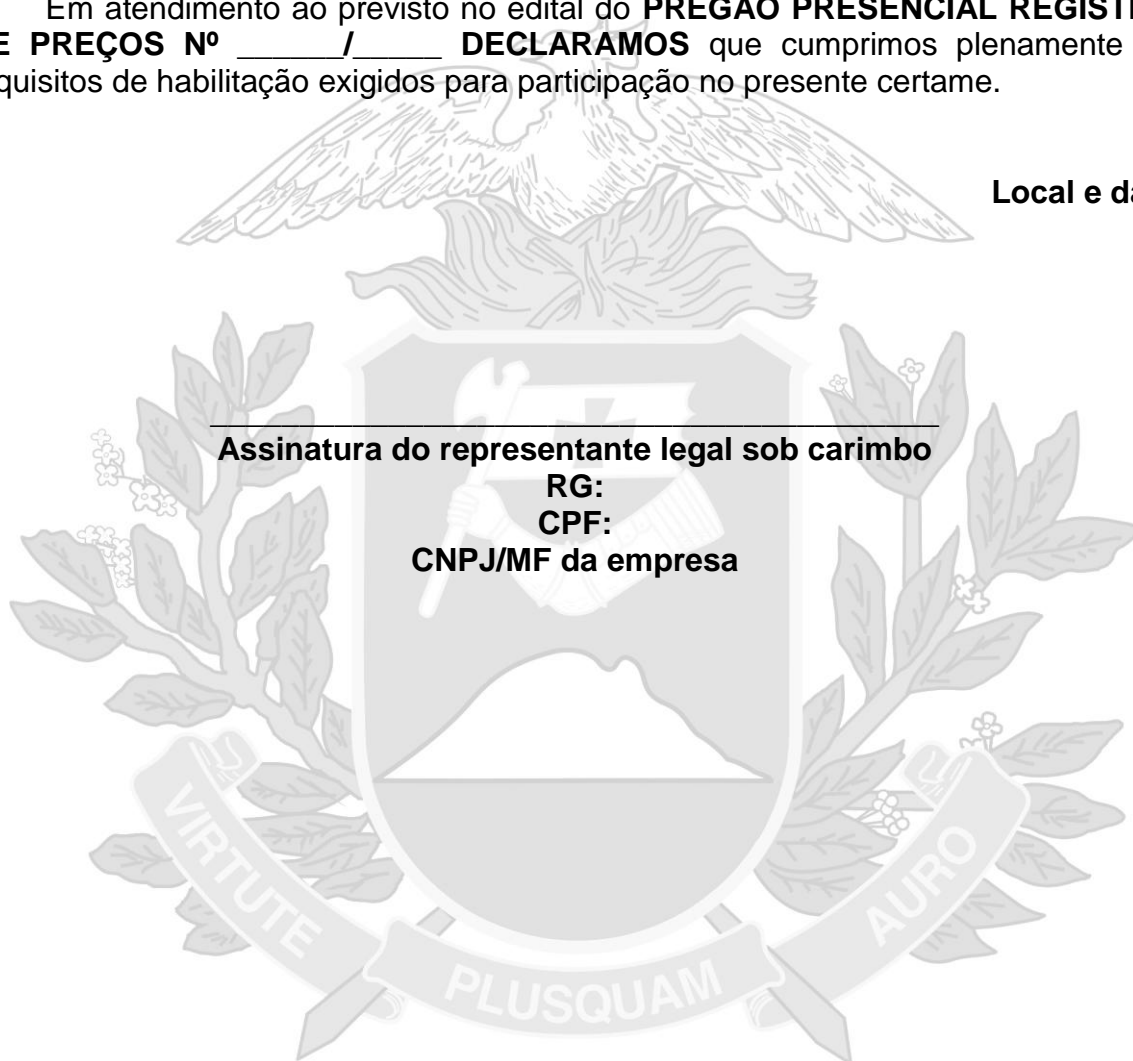 Em atendimento ao previsto no edital do PREGÃO PRESENCIAL REGIST
E PREÇOS Nº ______/_____ DECLARAMOS que cumprimos plenamente
quisitos de habilitação exigidos para participação no presente certame.
Local e da
Assinatura do representante legal sob carimbo
RG:
CPF:
CNPJ/MF da empresa
VIRTUTE PLUSQUAM AURO